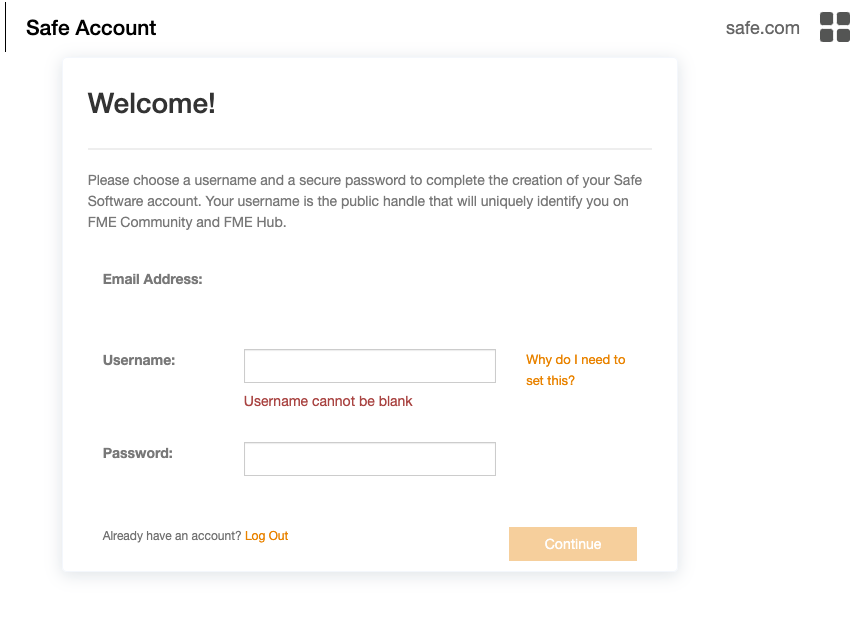 Safe Account
safe.com
Welcome!
Please choose a username and a secure password to complete the creation of your Safe
Software account. Your username is the public handle that will uniquely identify you on
FME Community and FME Hub.
Email Address:
Username:
Why do I need to
set this?
Username cannot be blank
Password:
Already have an account? Log Out
Continue